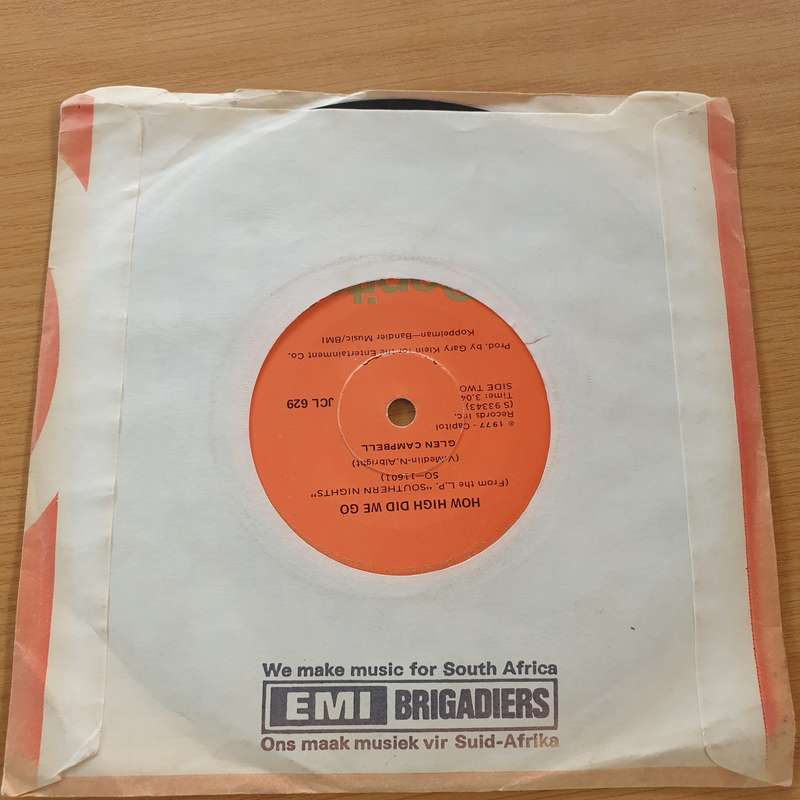 Capitol
Koppelman—Bandier Music/BMI
Prod. by Gary Klein for the Entertainment Co.
JCL 629
SIDE TWO
Time: 3.04
(S 93343)
Records Inc.
℗ 1977 - Capitol
GLEN CAMPBELL
(V.Medlin-N.Albright)
SO—11601)
(From the L.P. "SOUTHERN NIGHTS"
HOW HIGH DID WE GO
We make music for South Africa
EMI BRIGADIERS
Ons maak musiek vir Suid-Afrika